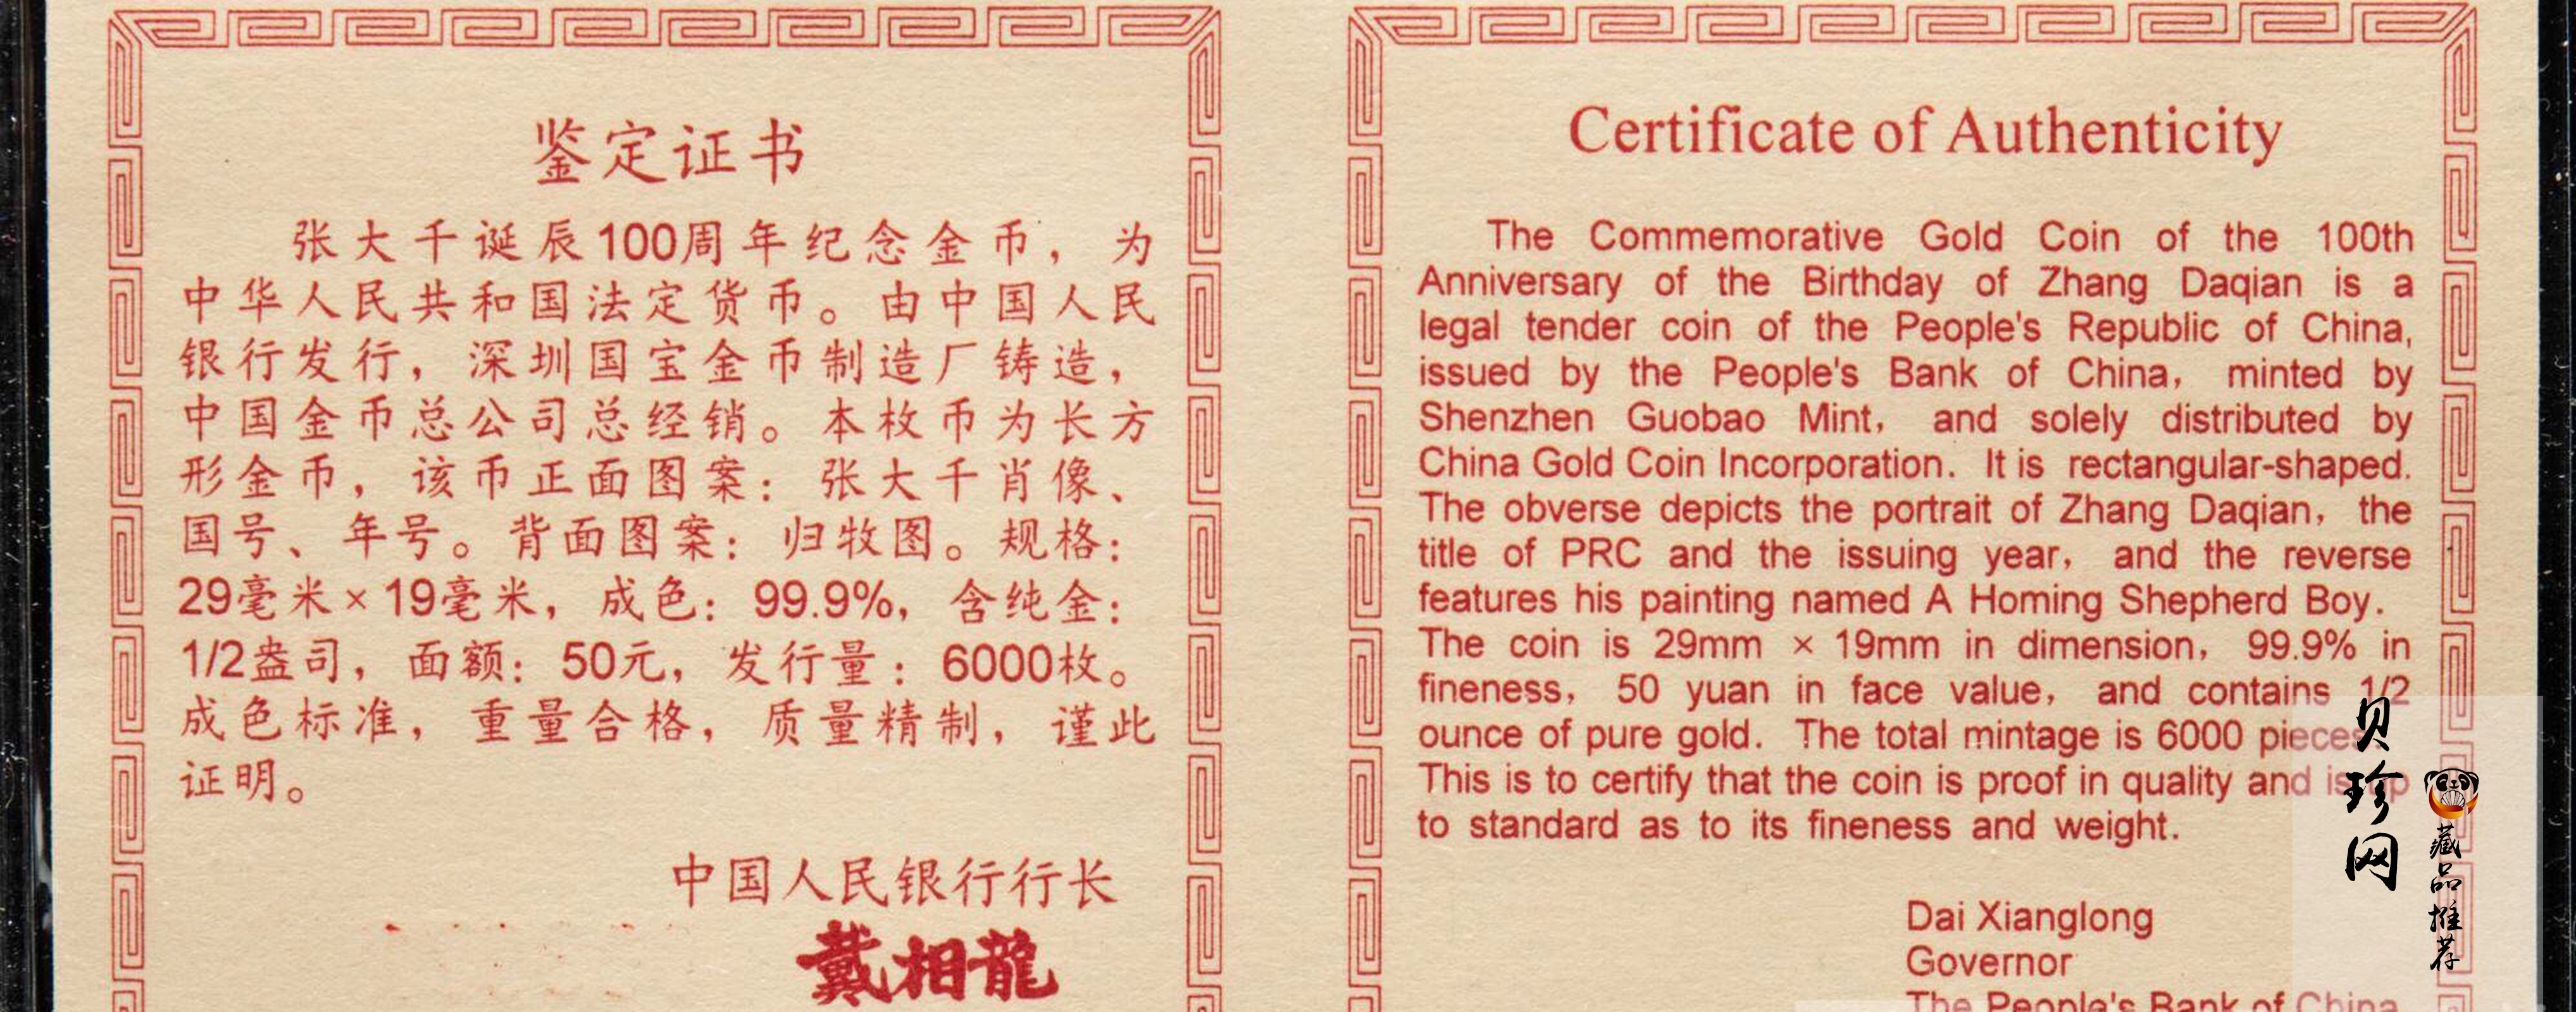 鉴定证书
张大千诞辰100周年纪念金币，为
中华人民共和国法定货币。由中国人民
银行发行，深圳国宝金币制造厂铸造，
中国金币总公司总经销。本枚币为长方
形金币，该币正面图案：张大千肖像、
国号、年号。背面图案：归牧图。规格：
29毫米×19毫米，成色：99.9%，含纯金：
1/2盎司，面额：50元，发行量：6000枚。
成色标准，重量合格，质量精制，谨此
证明。
中国人民银行行长
戴相龍
Certificate of Authenticity
The Commemorative Gold Coin of the 100th
Anniversary of the Birthday of Zhang Daqian is a
legal tender coin of the People's Republic of China,
issued by the People's Bank of China, minted by
Shenzhen Guobao Mint, and solely distributed by
China Gold Coin Incorporation. It is rectangular-shaped.
The obverse depicts the portrait of Zhang Daqian, the
title of PRC and the issuing year, and the reverse
features his painting named A Homing Shepherd Boy.
The coin is 29mm × 19mm in dimension, 99.9% in
fineness, 50 yuan in face value, and contains 1/2
ounce of pure gold. The total mintage is 6000 pieces.
This is to certify that the coin is proof in quality and is up
to standard as to its fineness and weight.
Dai Xianglong
Governor
The People's Bank of China
贝珍网
藏品推荐